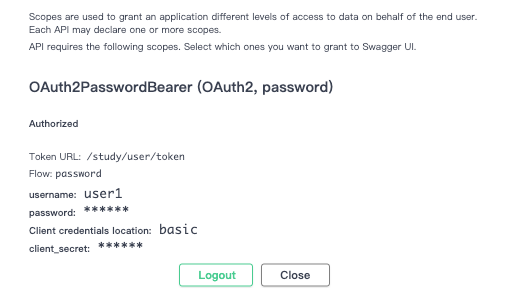 Scopes are used to grant an application different levels of access to data on behalf of the end user.
Each API may declare one or more scopes.
API requires the following scopes. Select which ones you want to grant to Swagger UI.
OAuth2PasswordBearer (OAuth2, password)
Authorized
Token URL: /study/user/token
Flow: password
username: user1
password: ******
Client credentials location: basic
client_secret: ******
Logout Close